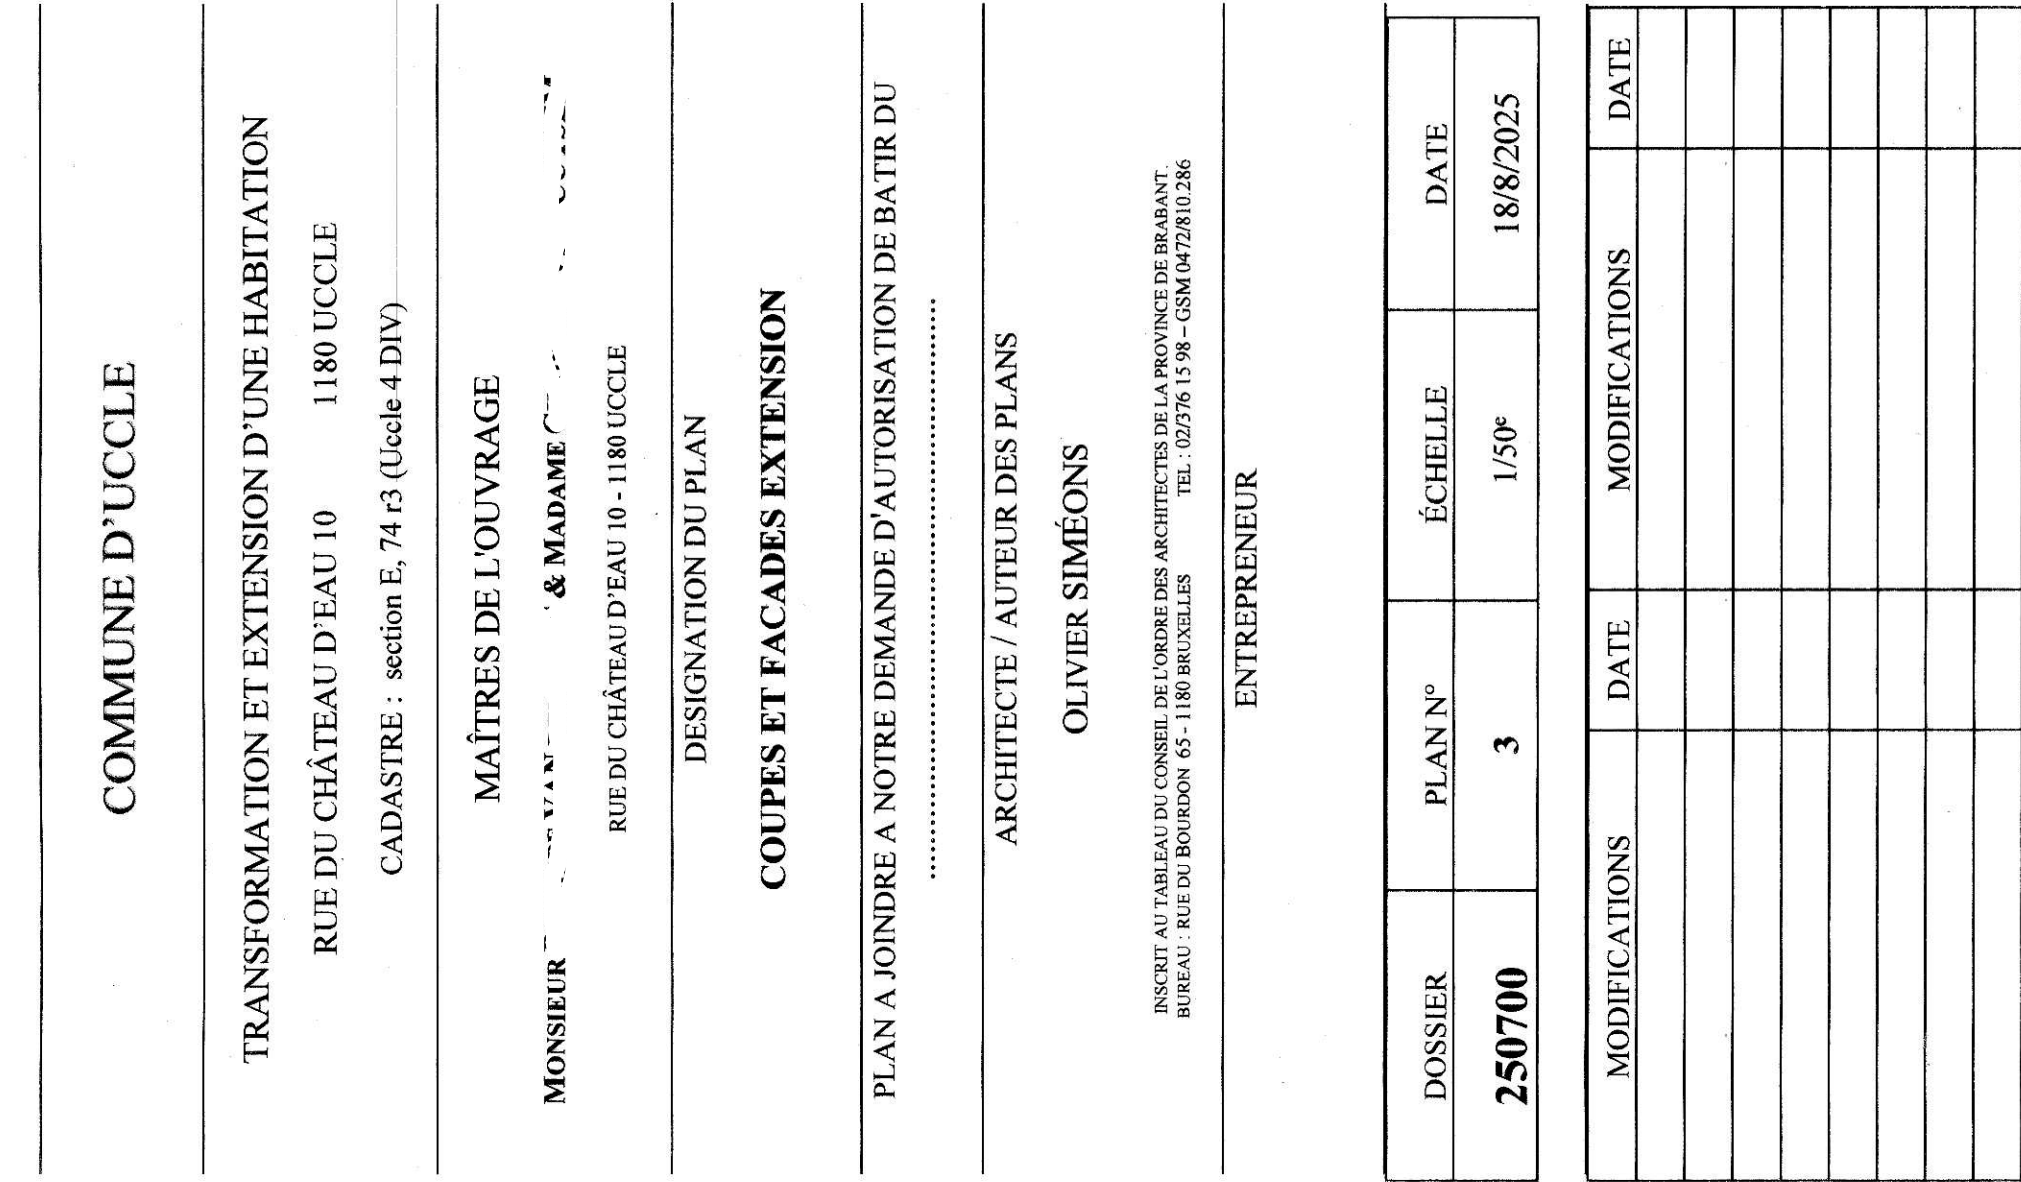 COMMUNE D'UCCLE
TRANSFORMATION ET EXTENSION D'UNE HABITATION
RUE DU CHÂTEAU D'EAU 10 1180 UCCLE
CADASTRE : section E, 74 r3 (Uccle 4 DIV)
MAÎTRES DE L'OUVRAGE
MONSIEUR & MADAME
RUE DU CHÂTEAU D'EAU 10 - 1180 UCCLE
DESIGNATION DU PLAN
COUPES ET FACADES EXTENSION
PLAN A JOINDRE A NOTRE DEMANDE D'AUTORISATION DE BATIR DU
ARCHITECTE / AUTEUR DES PLANS
OLIVIER SIMÉONS
INSCRIT AU TABLEAU DU CONSEIL DE L'ORDRE DES ARCHITECTES DE LA PROVINCE DE BRABANT.
BUREAU : RUE DU BOURDON 65 - 1180 BRUXELLES TEL : 02/376 15 98 – GSM 0472/810.286
ENTREPRENEUR
DOSSIER PLAN Nº ÉCHELLE DATE
250700 3 1/50e 18/8/2025
MODIFICATIONS DATE MODIFICATIONS DATE